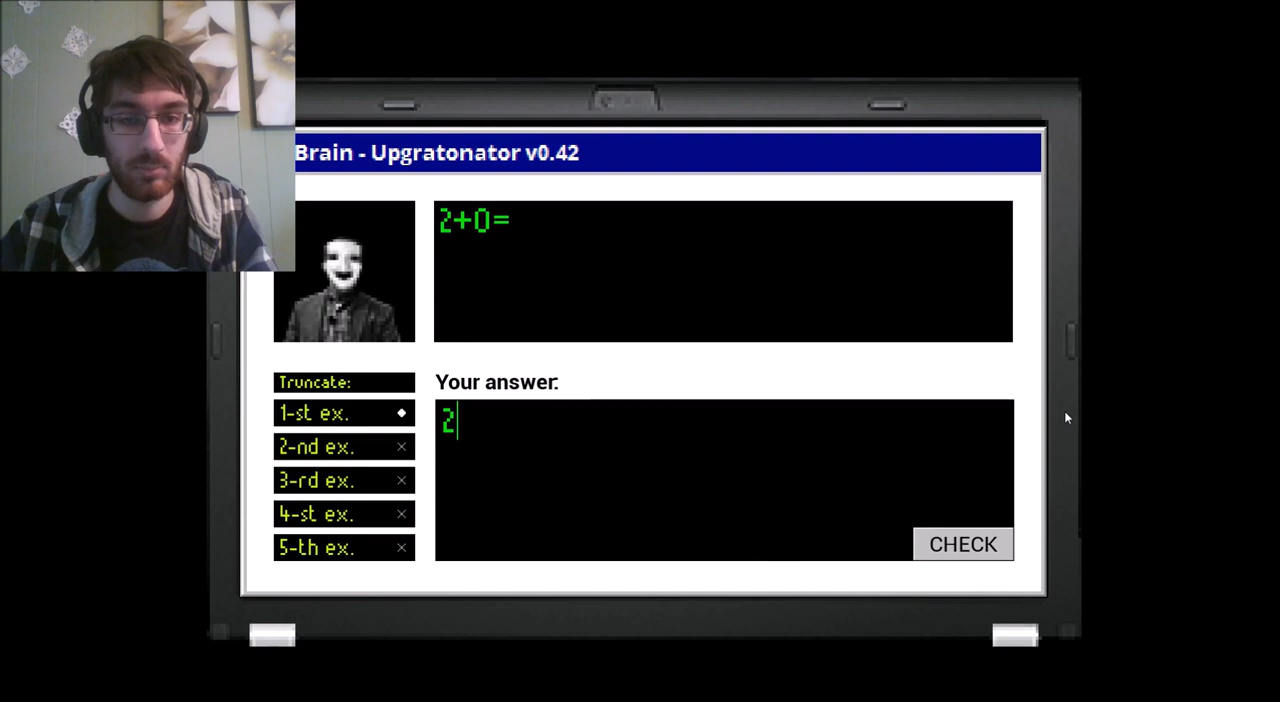 Brain - Upgratonator v0.42
2+0=
Truncate:
1-st ex.
2-nd ex.
3-rd ex.
4-st ex.
5-th ex.
Your answer:
2
CHECK